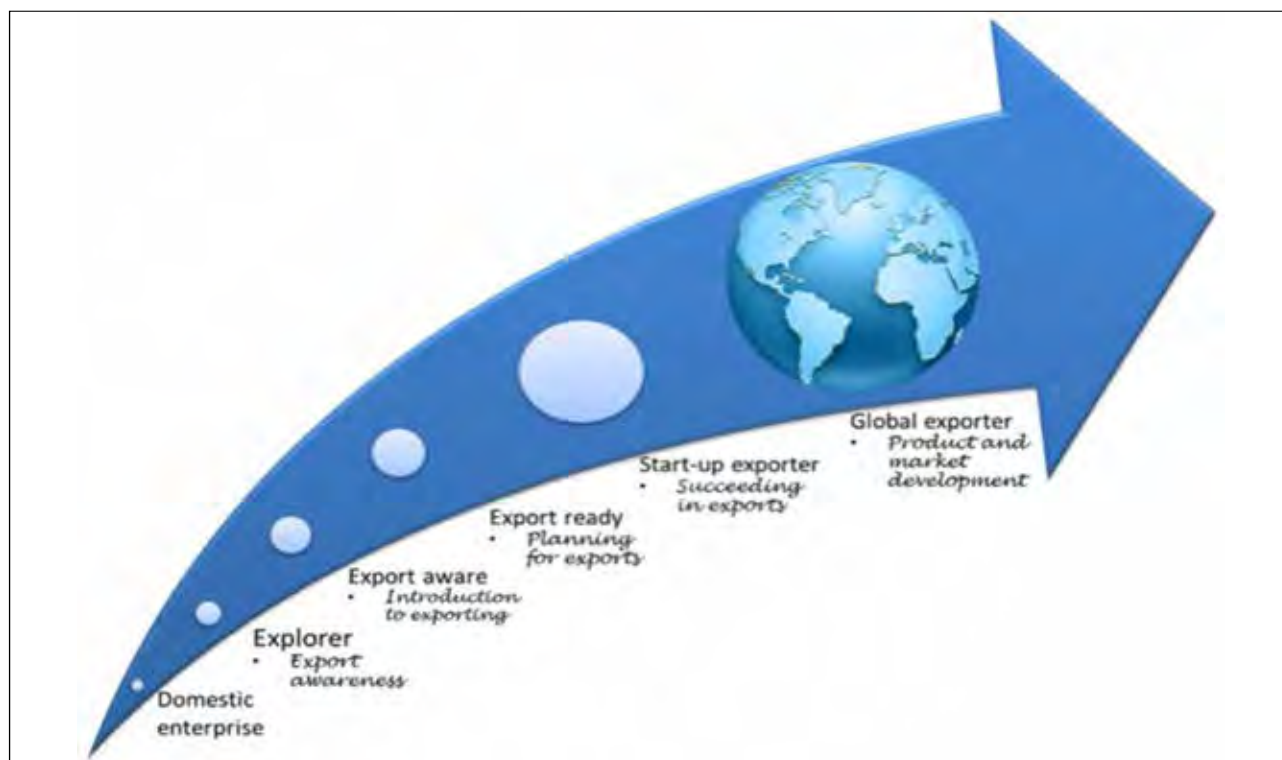 Domestic
enterprise
Explorer
• Export
awareness
Export aware
• Introduction
to exporting
Export ready
• Planning
for exports
Start-up exporter
• Succeeding
in exports
Global exporter
• Product and
market
development